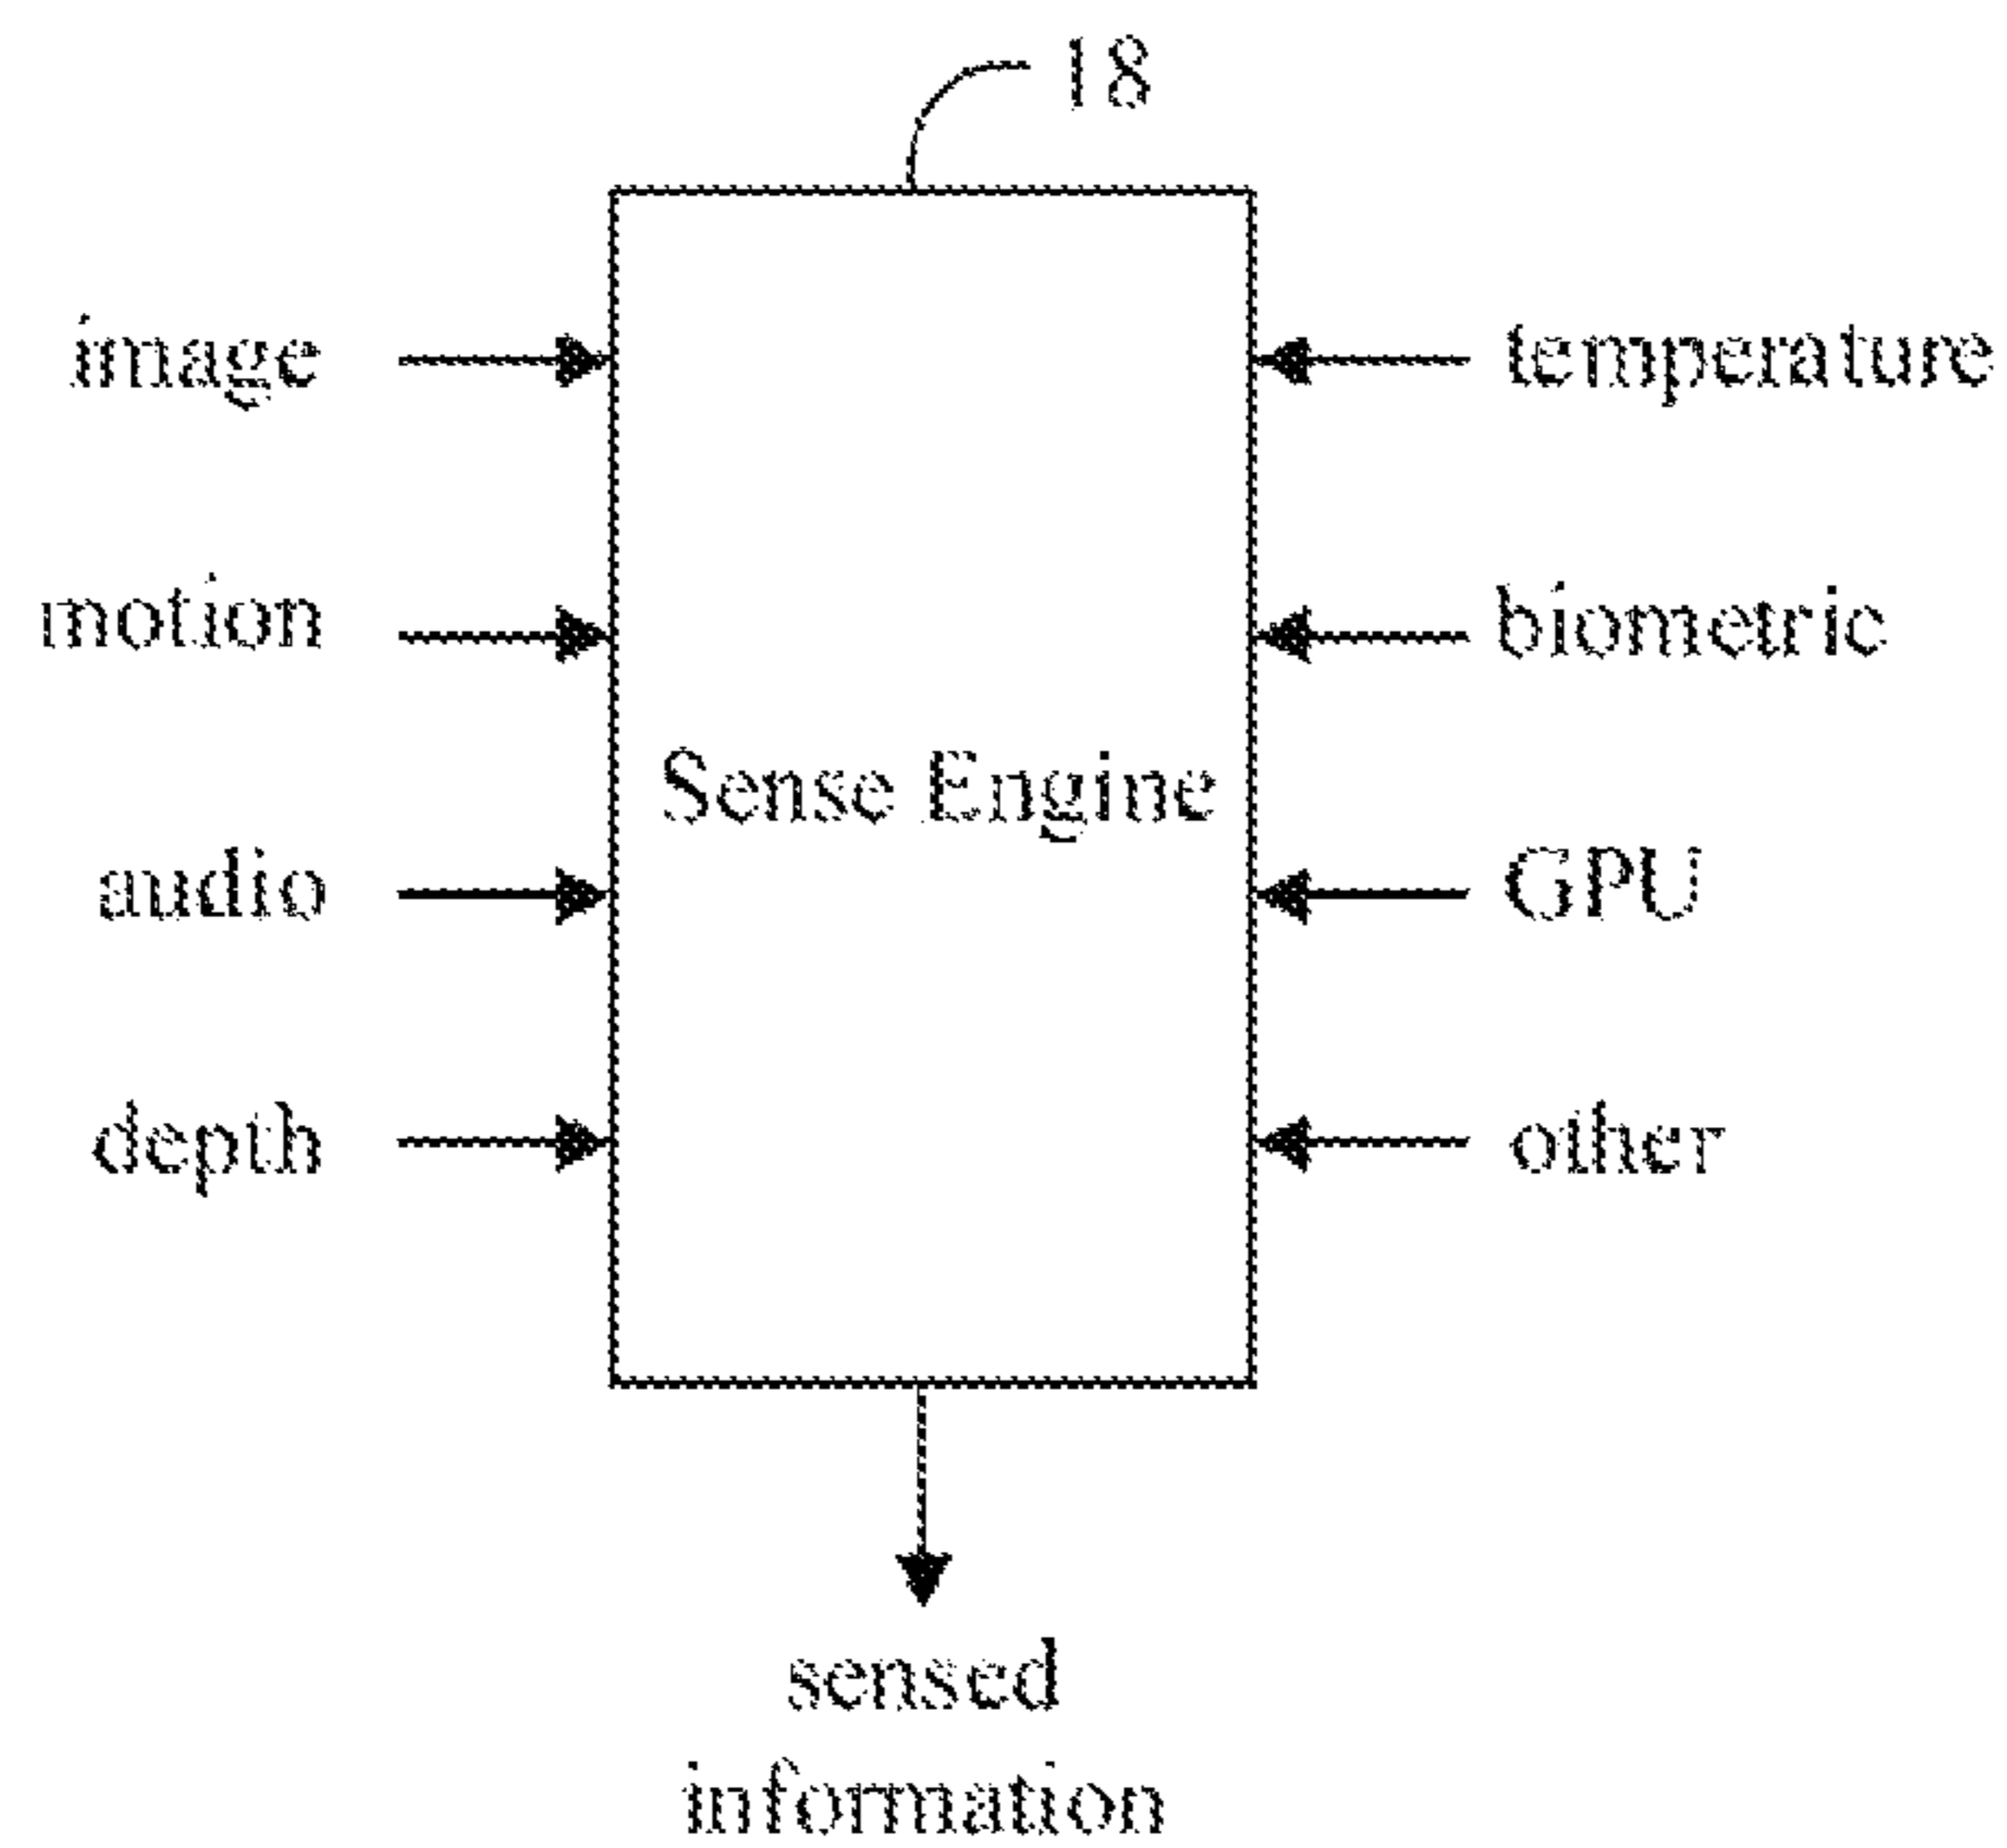 18
image
temperature
motion
biometric
Sense Engine
audio
GPU
depth
other
sensed
information